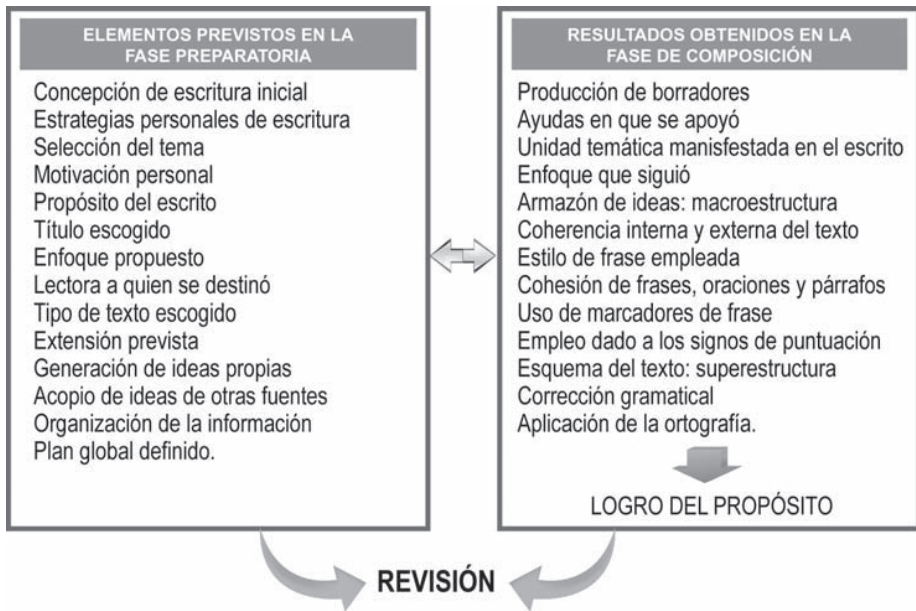 ELEMENTOS PREVISTOS EN LA
FASE PREPARATORIA
Concepción de escritura inicial
Estrategias personales de escritura
Selección del tema
Motivación personal
Propósito del escrito
Título escogido
Enfoque propuesto
Lectora a quien se destinó
Tipo de texto escogido
Extensión prevista
Generación de ideas propias
Acopio de ideas de otras fuentes
Organización de la información
Plan global definido.
RESULTADOS OBTENIDOS EN LA
FASE DE COMPOSICIÓN
Producción de borradores
Ayudas en que se apoyó
Unidad temática manisfestada en el escrito
Enfoque que siguió
Armazón de ideas: macroestructura
Coherencia interna y externa del texto
Estilo de frase empleada
Cohesión de frases, oraciones y párrafos
Uso de marcadores de frase
Empleo dado a los signos de puntuación
Esquema del texto: superestructura
Corrección gramatical
Aplicación de la ortografía.
LOGRO DEL PROPÓSITO
REVISIÓN